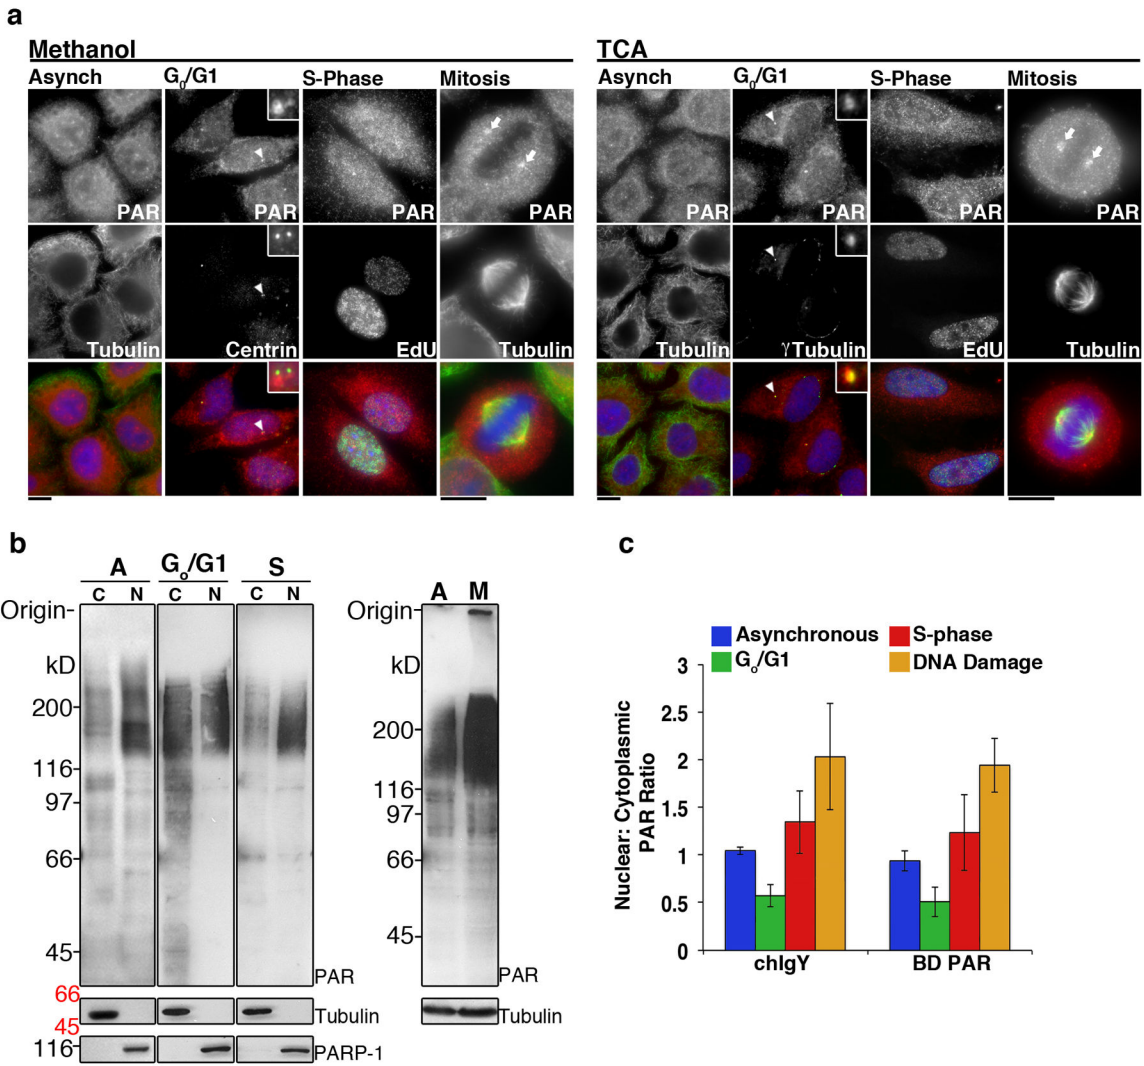 a
Methanol
TCA
Asynch G0/G1 S-Phase Mitosis
Asynch G0/G1 S-Phase Mitosis
PAR PAR PAR PAR
PAR PAR PAR PAR
Tubulin Centrin EdU Tubulin
Tubulin γTubulin EdU Tubulin
b
A Go/G1 S
C N C N C N
Origin-
kD
200-
116-
97-
66-
45-
PAR
66
45
Tubulin
116-
PARP-1
A M
Origin-
kD
200-
116-
97-
66-
45-
PAR
Tubulin
c
Asynchronous S-phase
Go/G1 DNA Damage
Nuclear: Cytoplasmic
PAR Ratio
3
2.5
2
1.5
1
0.5
0
chIgY BD PAR